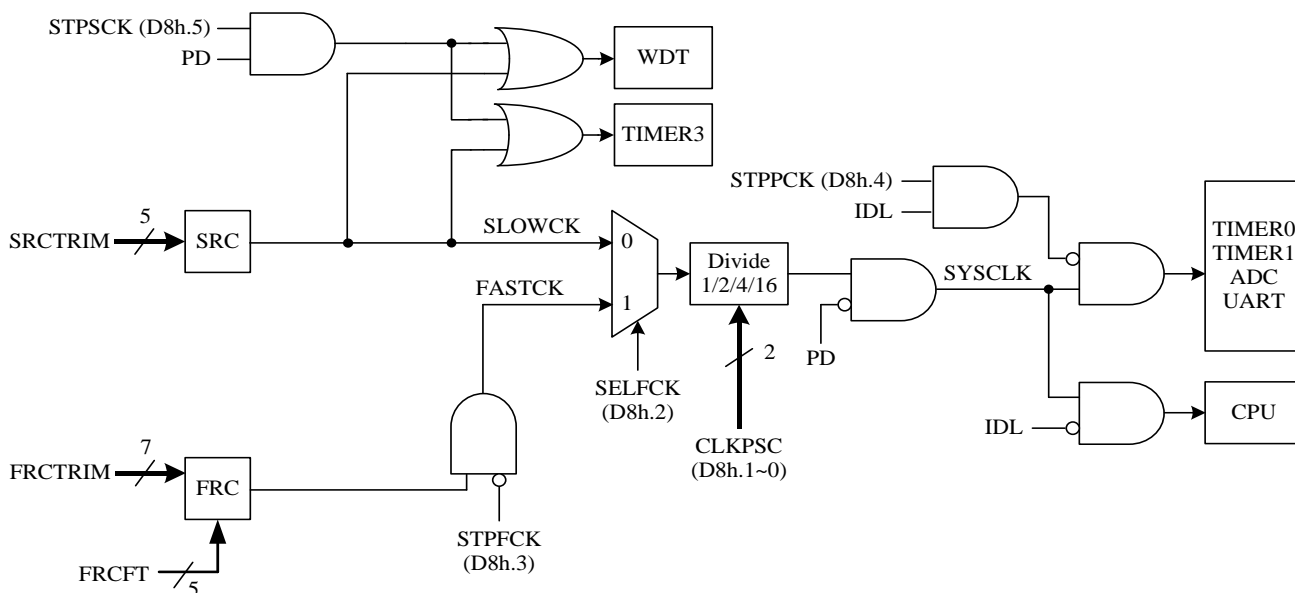 STPSCK (D8h.5)
PD
WDT
TIMER3
STPPCK (D8h.4)
IDL
SRCTRIM
5
SRC
SLOWCK
0
FASTCK
1
Divide
1/2/4/16
SYSCLK
TIMER0
TIMER1
ADC
UART
PD
2
SELFCK
(D8h.2)
CLKPSC
(D8h.1~0)
IDL
CPU
FRCTRIM
7
FRC
STPFCK
(D8h.3)
FRCFT
5